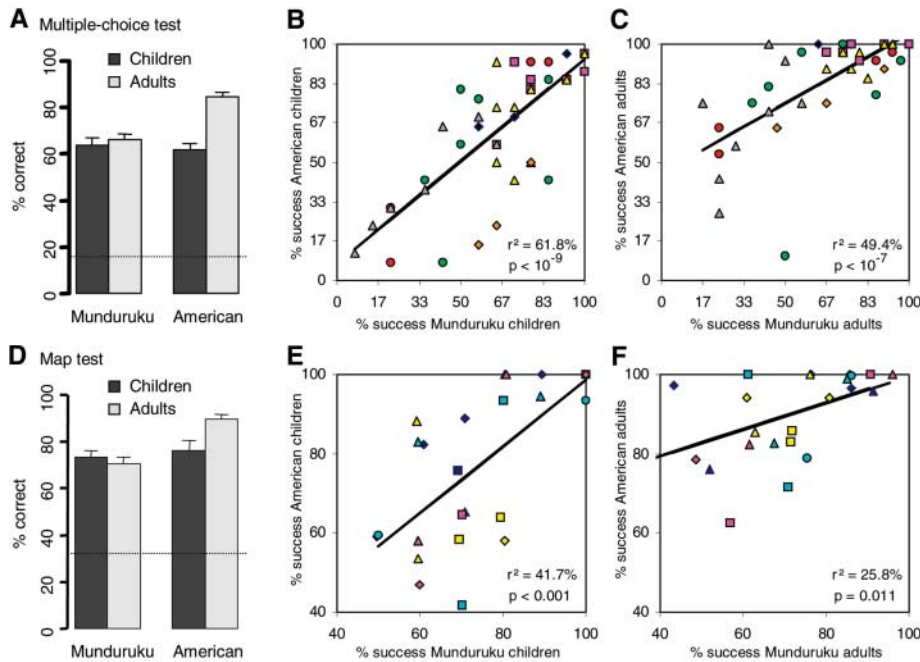 A Multiple-choice test
Children
Adults
% correct
100
80
60
40
20
0
Munduruku American
B
% success American children
100
83
67
50
33
17
0
r² = 61.8%
p < 10⁻⁹
0 17 33 50 67 83 100
% success Munduruku children
C
% success American adults
100
83
67
50
33
17
0
r² = 49.4%
p < 10⁻⁷
0 17 33 50 67 83 100
% success Munduruku adults
D Map test
Children
Adults
% correct
100
80
60
40
20
0
Munduruku American
E
% success American children
100
80
60
40
r² = 41.7%
p < 0.001
40 60 80 100
% success Munduruku children
F
% success American adults
100
80
60
40
r² = 25.8%
p = 0.011
40 60 80 100
% success Munduruku adults